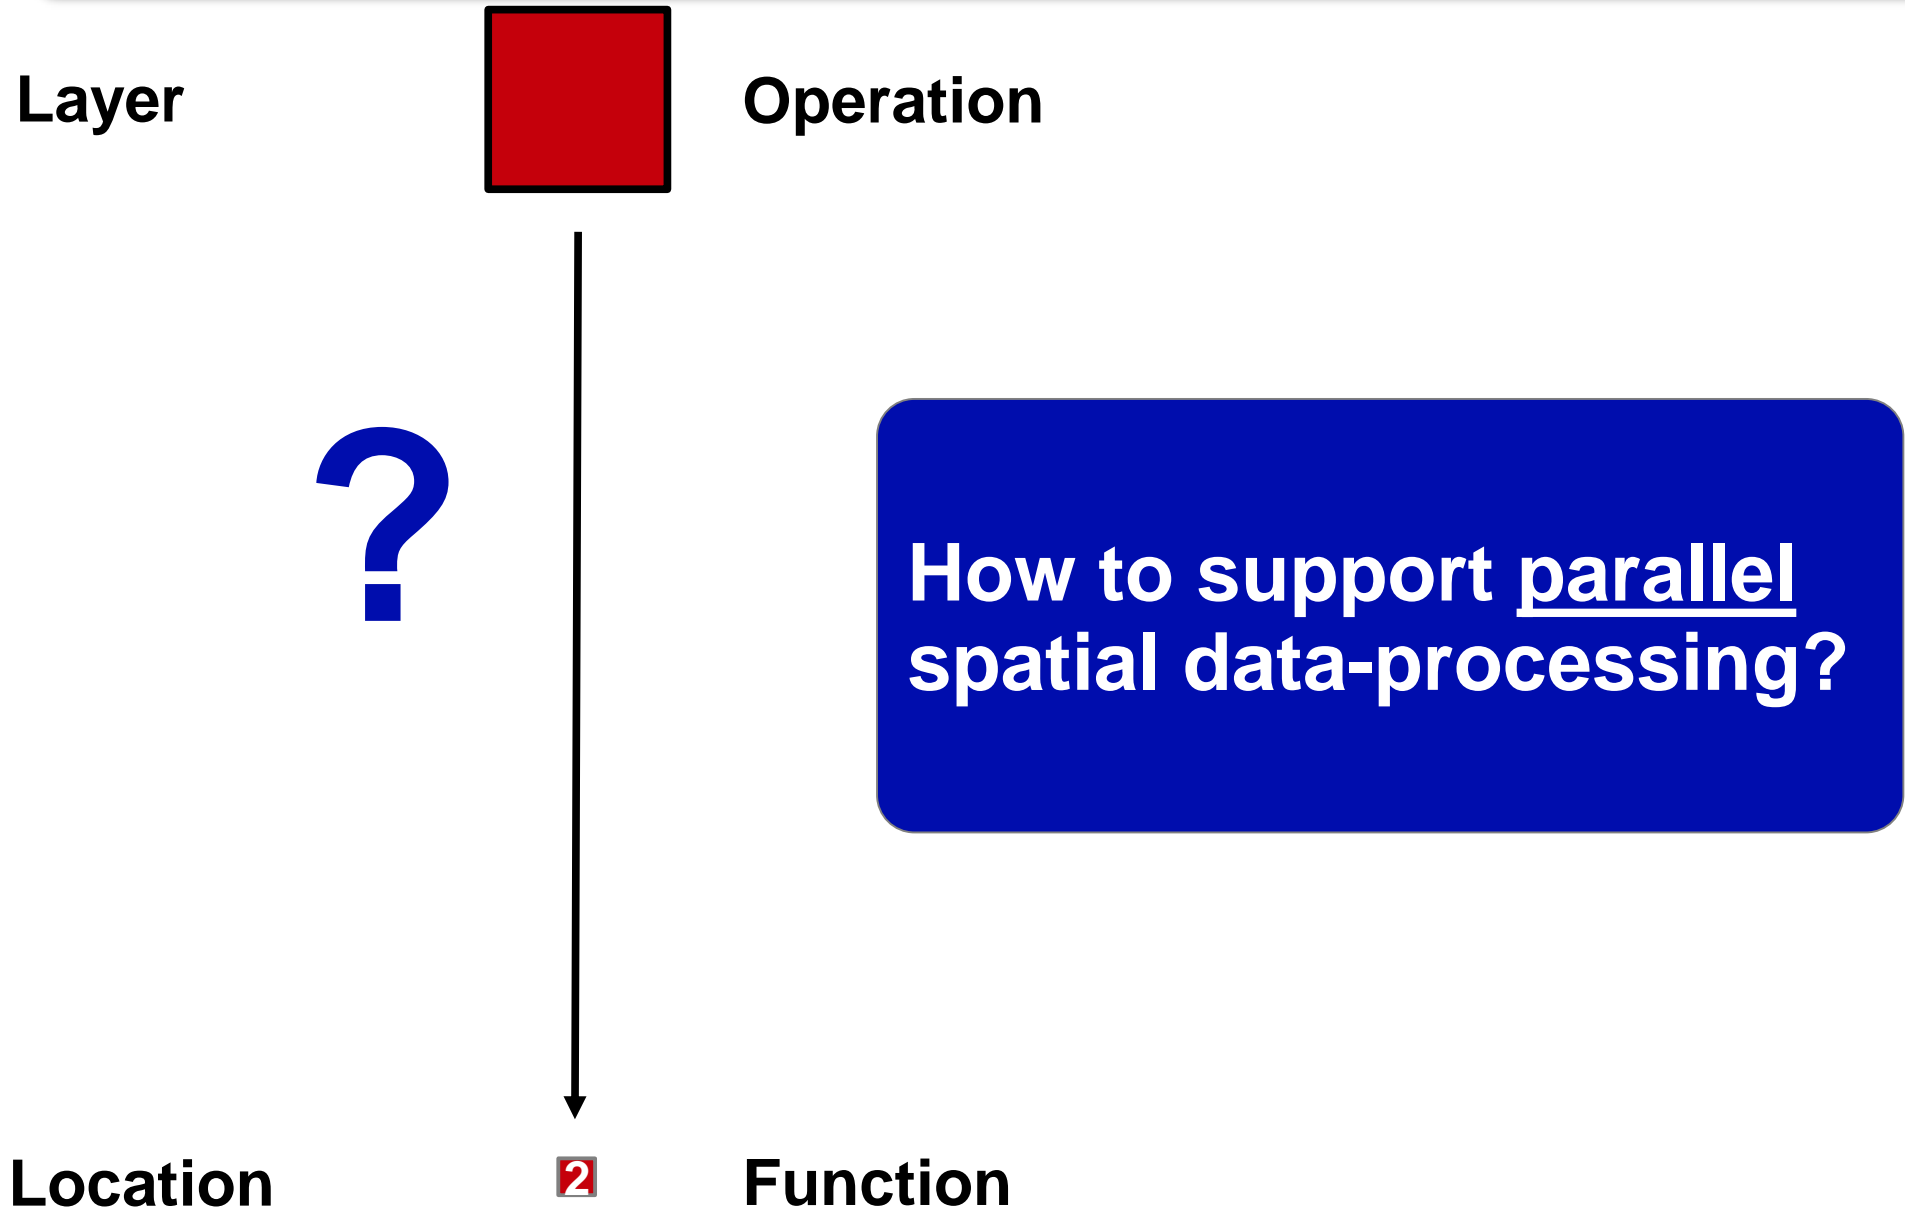 Layer
Operation
?
How to support parallel
spatial data-processing?
Location
2
Function